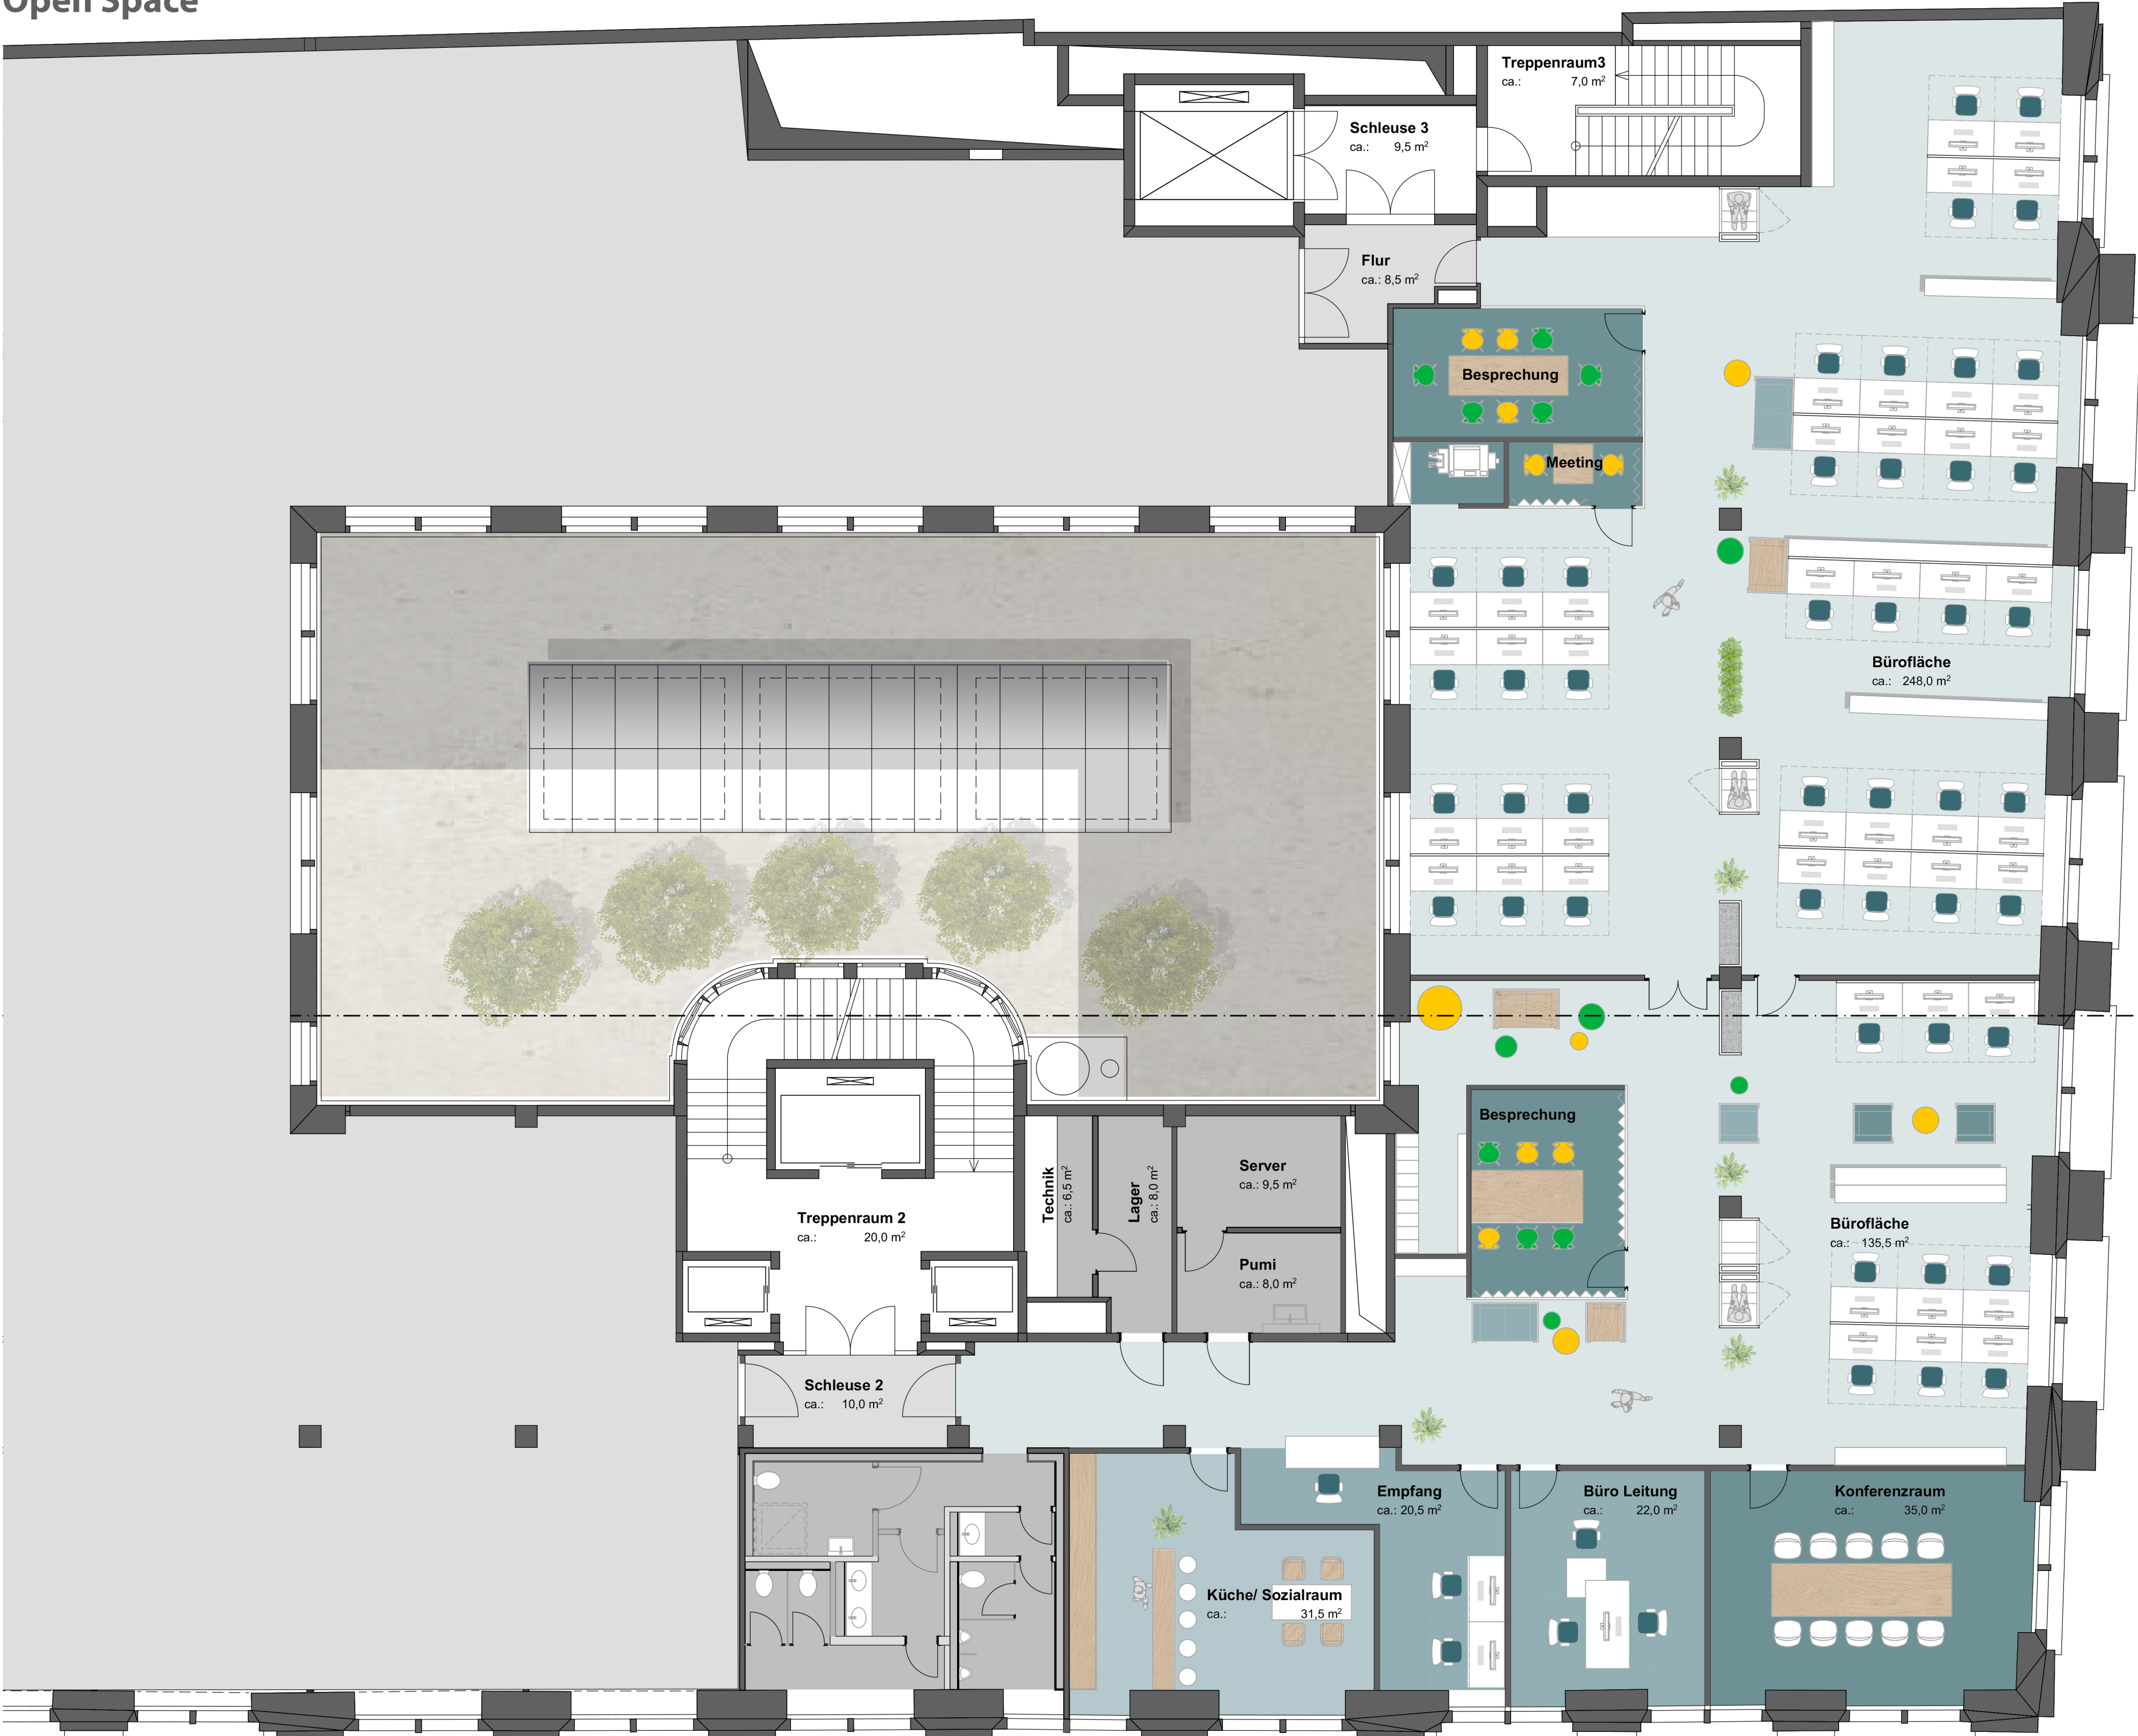 Open Space
Treppenraum3
ca.: 7,0 m²
Schleuse 3
ca.: 9,5 m²
Flur
ca.: 8,5 m²
Besprechung
Meeting
Bürofläche
ca.: 248,0 m²
Besprechung
Technik
ca.: 6,5 m²
Lager
ca.: 8,0 m²
Server
ca.: 9,5 m²
Treppenraum 2
ca.: 20,0 m²
Bürofläche
ca.: 135,5 m²
Pumi
ca.: 8,0 m²
Schleuse 2
ca.: 10,0 m²
Empfang
ca.: 20,5 m²
Büro Leitung
ca.: 22,0 m²
Konferenzraum
ca.: 35,0 m²
Küche/ Sozialraum
ca.: 31,5 m²